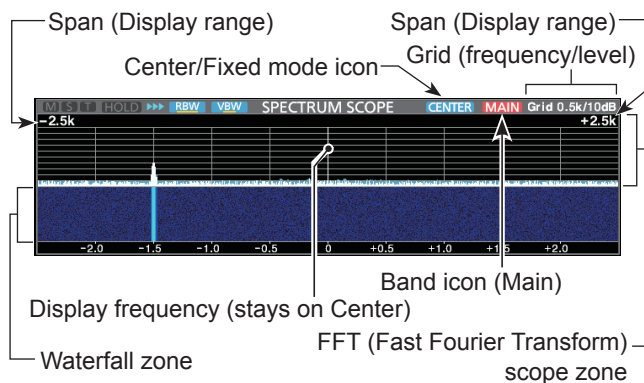 Span (Display range)
Span (Display range)
Grid (frequency/level)
Center/Fixed mode icon
M S T HOLD RBW VBW SPECTRUM SCOPE CENTER MAIN Grid 0.5k/10dB
-2.5k +2.5k
-2.0 -1.5 -1.0 -0.5 0 +0.5 +1.0 +1.5 +2.0
Band icon (Main)
Display frequency (stays on Center)
FFT (Fast Fourier Transform)
Waterfall zone
scope zone